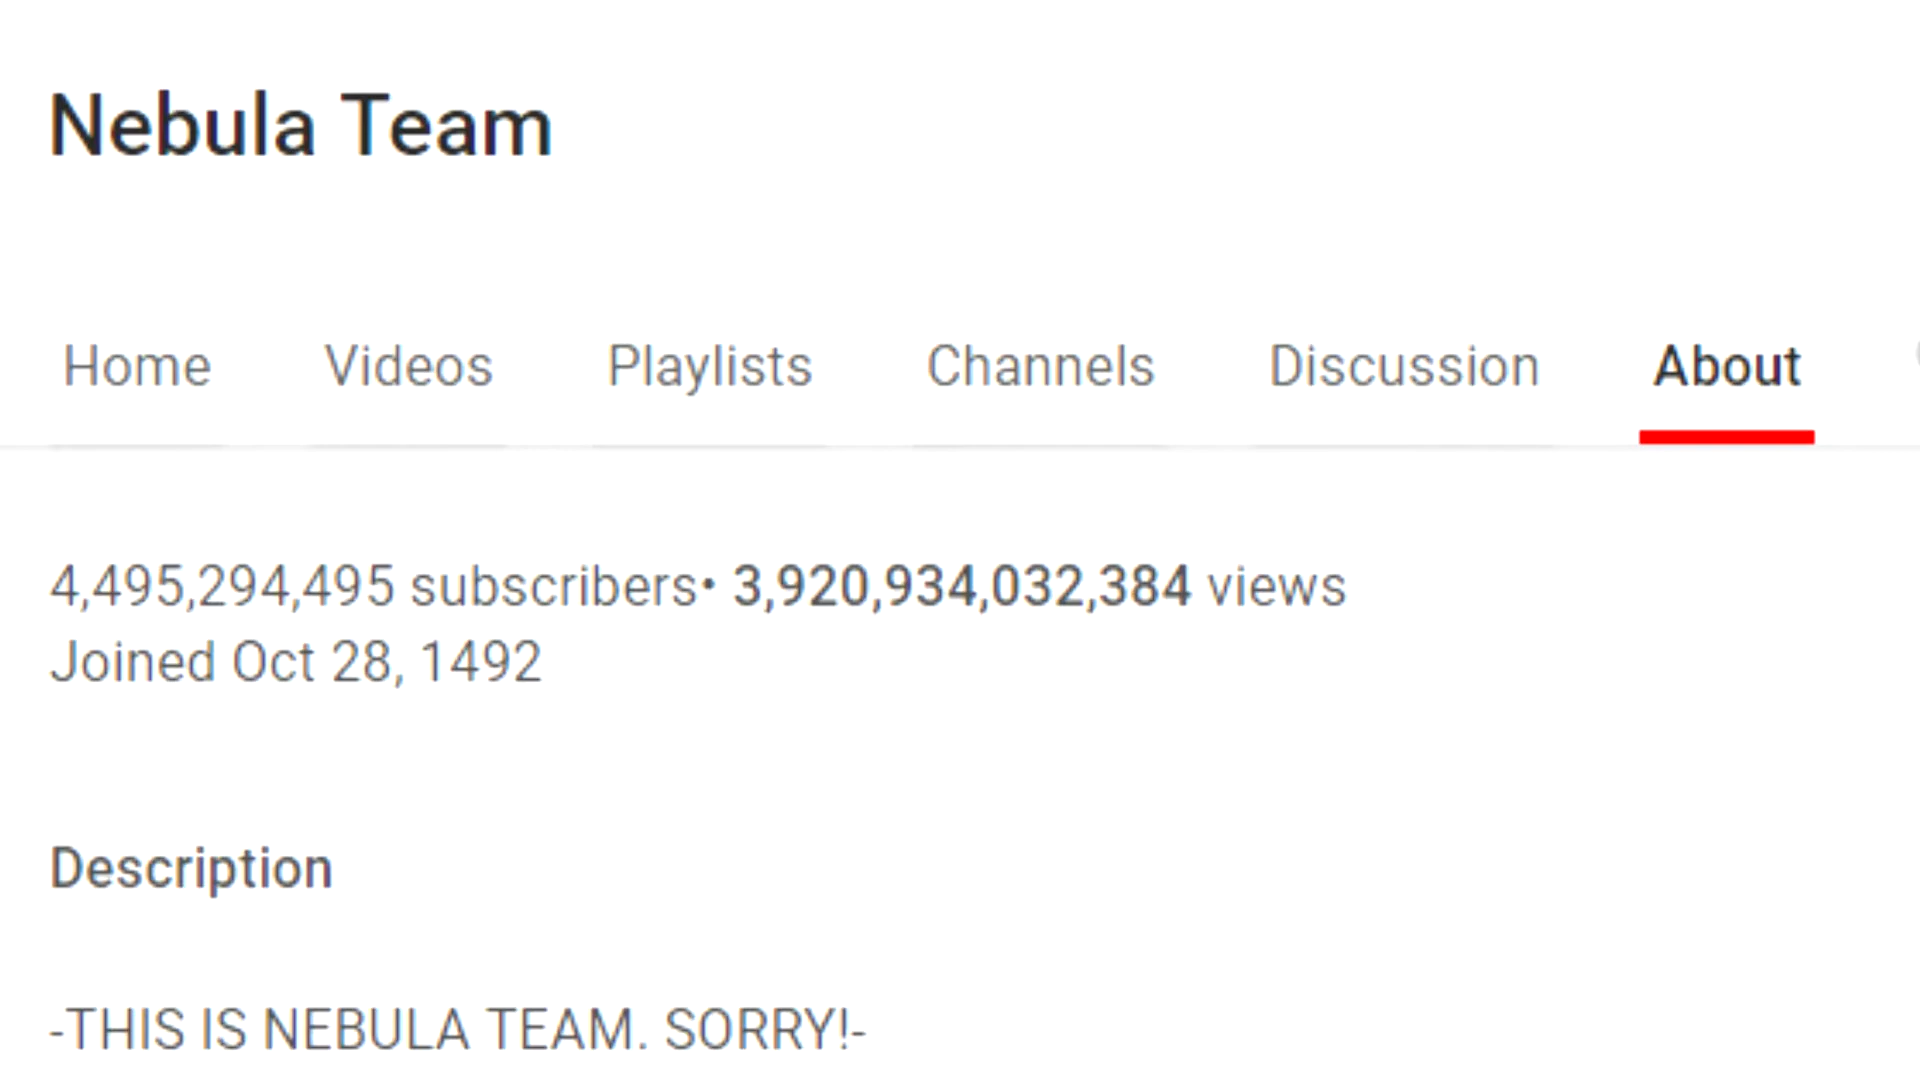 Nebula Team
Home Videos Playlists Channels Discussion About
4,495,294,495 subscribers• 3,920,934,032,384 views
Joined Oct 28, 1492
Description
-THIS IS NEBULA TEAM. SORRY!-